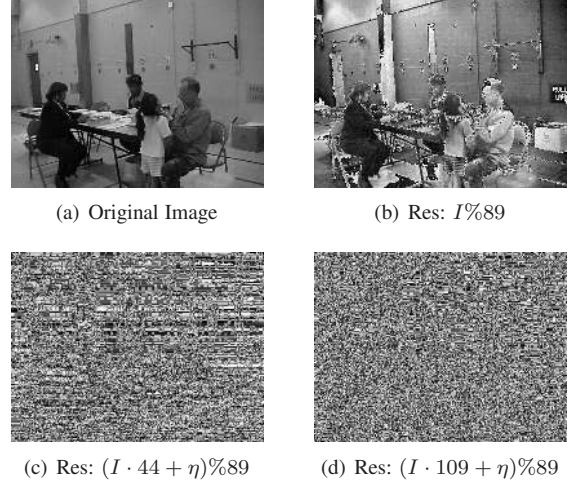 (a) Original Image
(b) Res: I%89
(c) Res: (I · 44 + η)%89
(d) Res: (I · 109 + η)%89